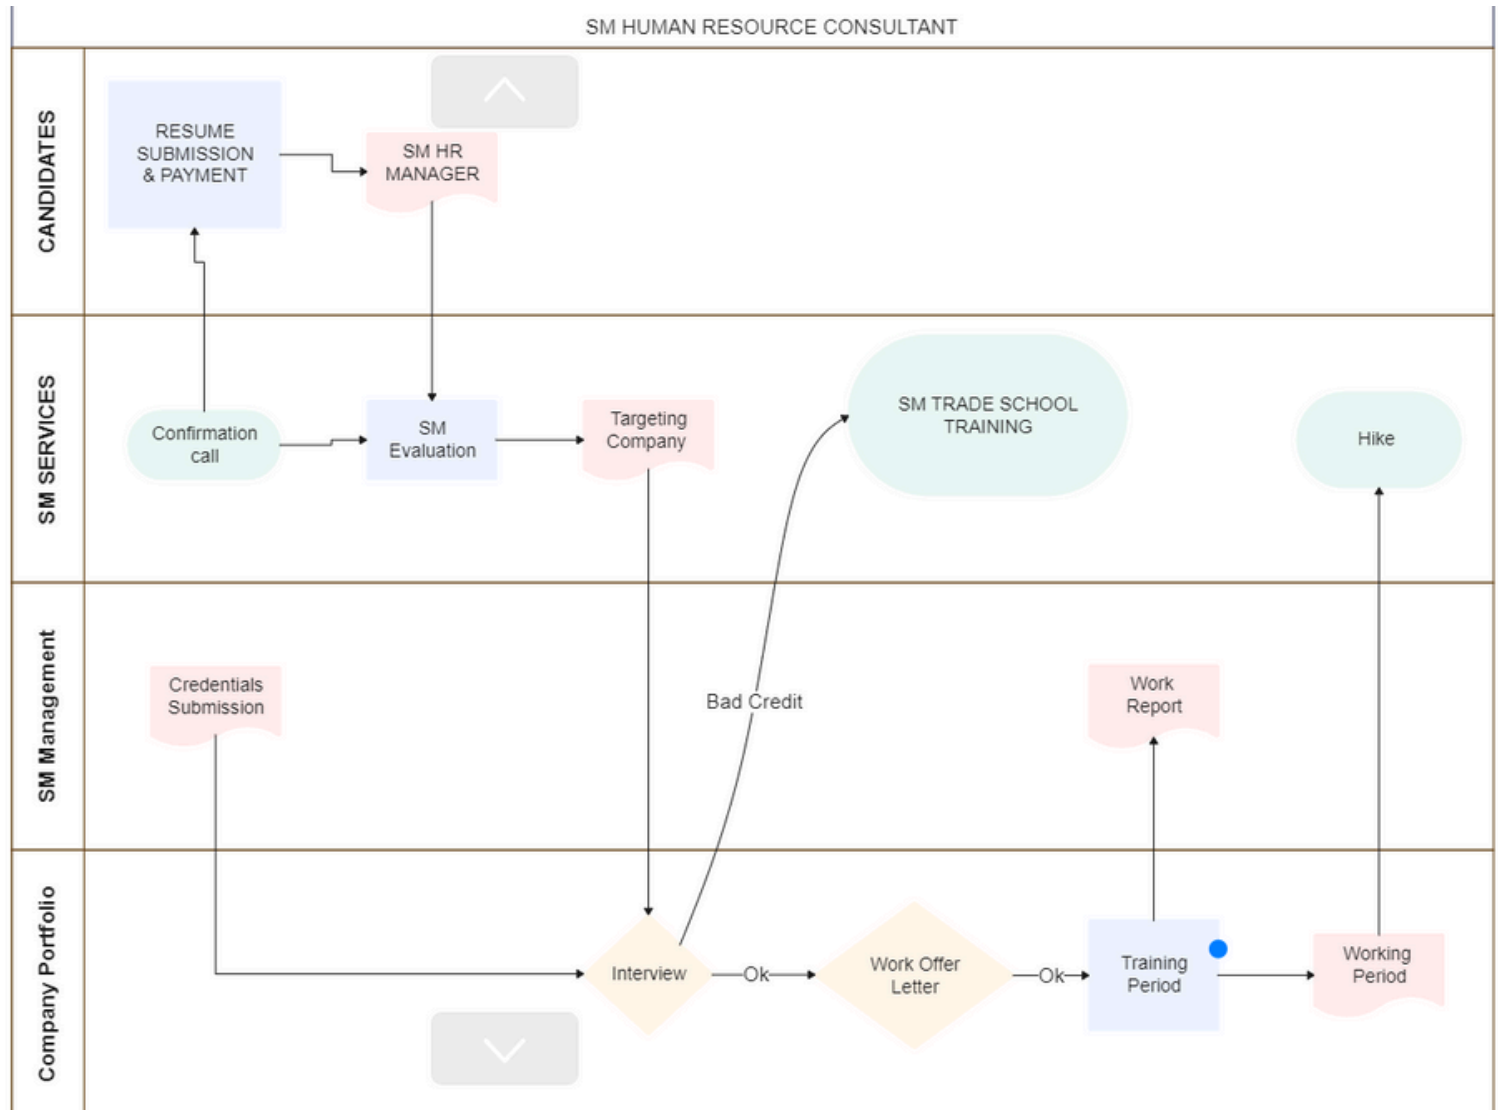 SM HUMAN RESOURCE CONSULTANT
CANDIDATES
RESUME
SUBMISSION
& PAYMENT
SM HR
MANAGER
SM SERVICES
Confirmation
call
SM
Evaluation
Targeting
Company
SM TRADE SCHOOL
TRAINING
Hike
SM Management
Credentials
Submission
Bad Credit
Work
Report
Company Portfolio
Interview
Ok
Work Offer
Letter
Ok
Training
Period
Working
Period